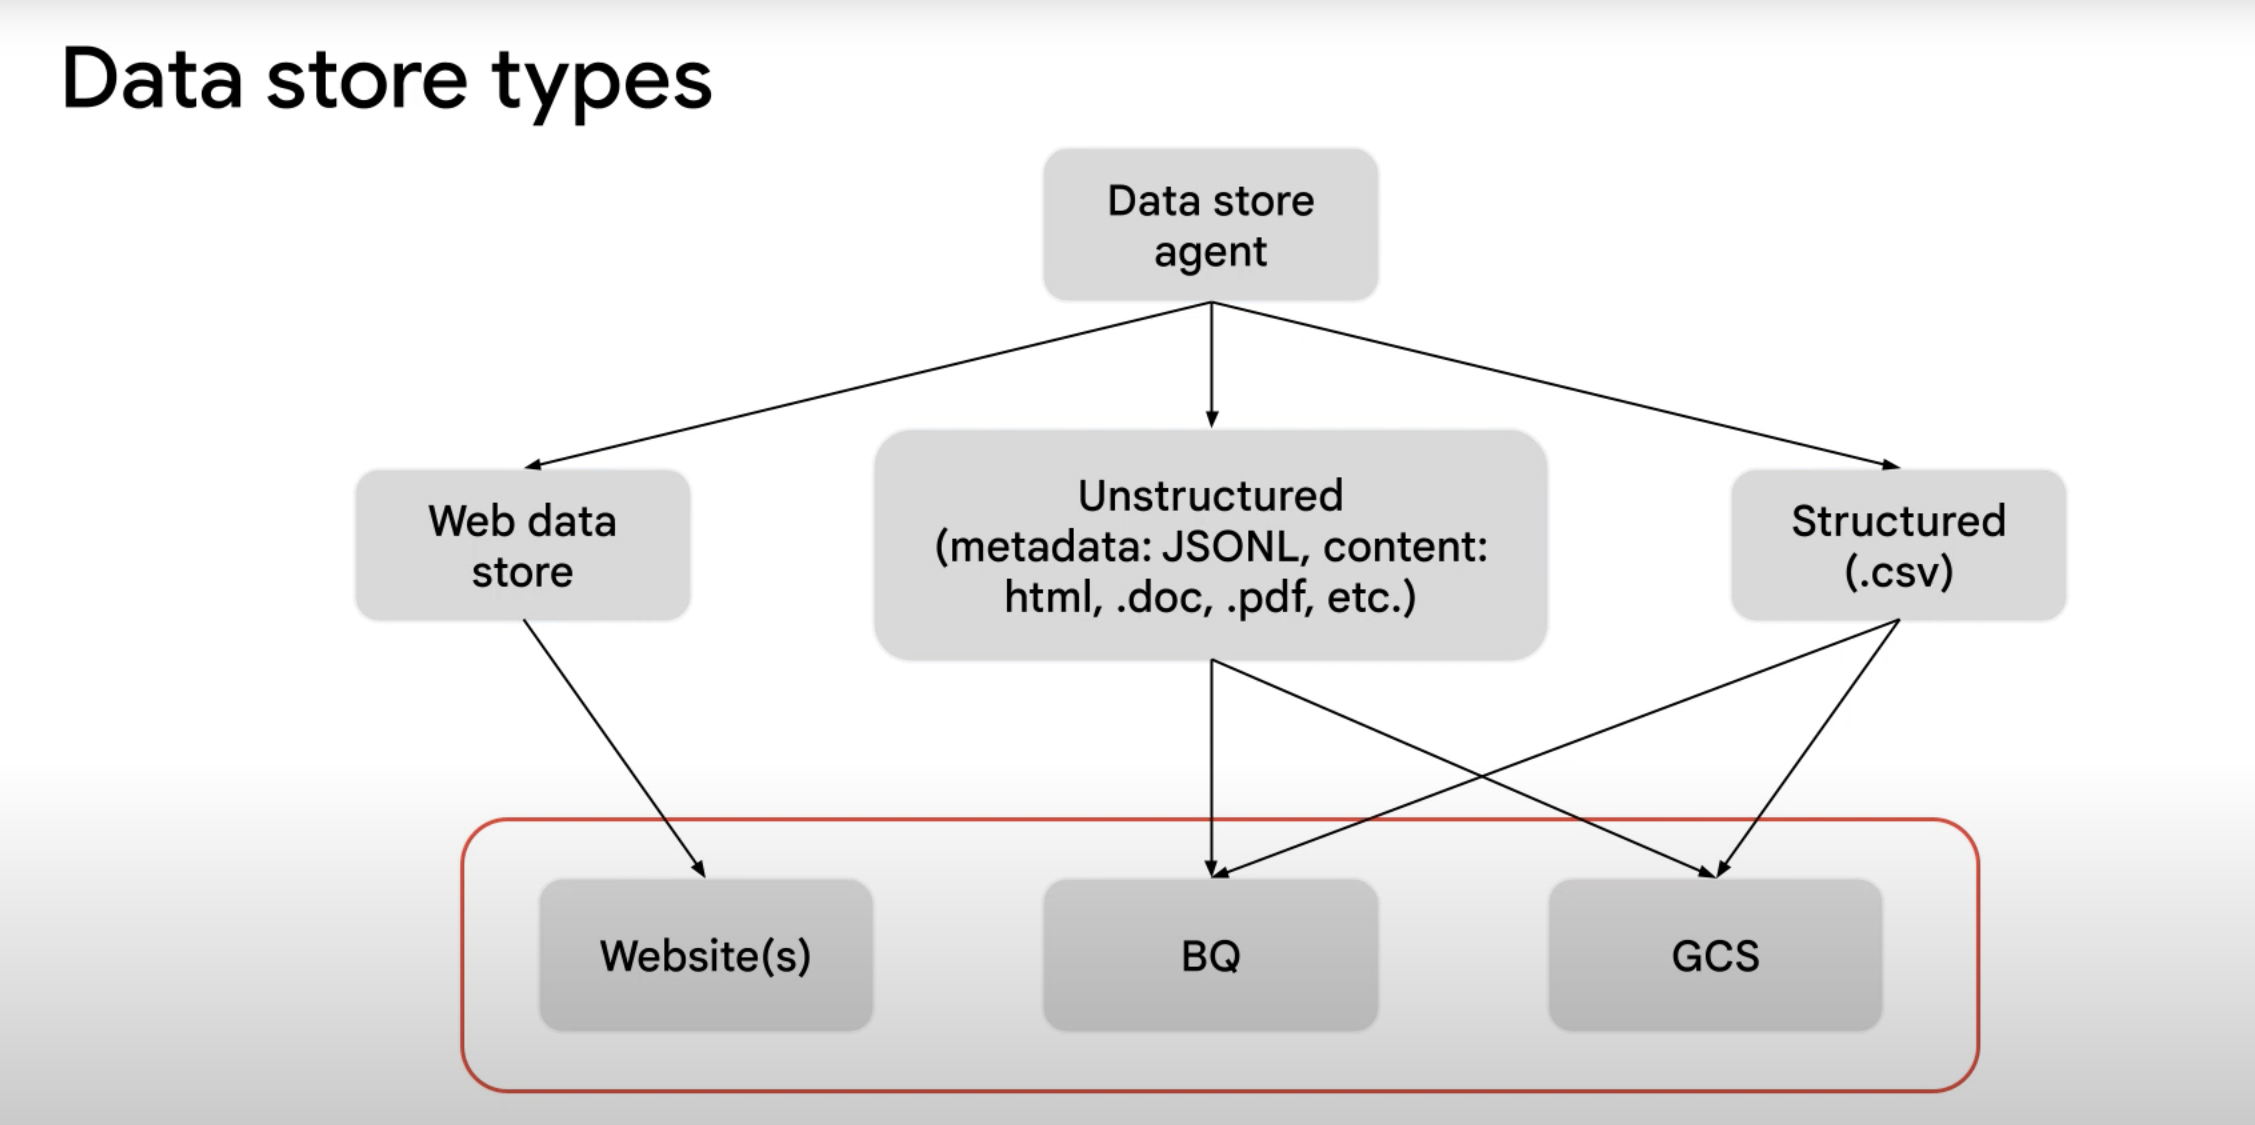 Data store types
Data store
agent
Web data
store
Unstructured
(metadata: JSONL, content:
html, .doc, .pdf, etc.)
Structured
(.csv)
Website(s)
BQ
GCS